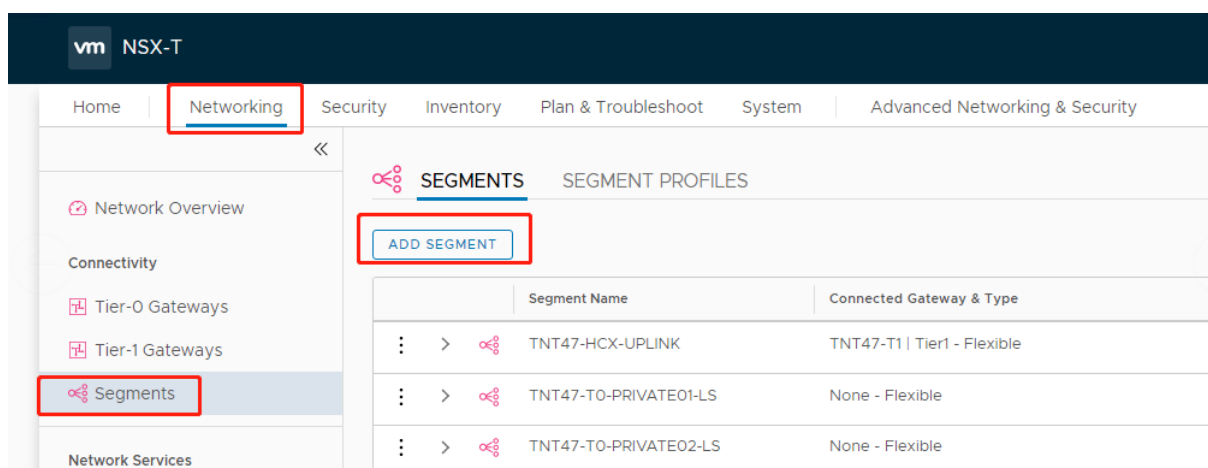 vm NSX-T
Home Networking Security Inventory Plan & Troubleshoot System Advanced Networking & Security
SEGMENTS SEGMENT PROFILES
Network Overview
ADD SEGMENT
Connectivity
Segment Name Connected Gateway & Type
Tier-0 Gateways
TNT47-HCX-UPLINK TNT47-T1 | Tier1 - Flexible
Tier-1 Gateways
Segments
TNT47-T0-PRIVATE01-LS None - Flexible
TNT47-T0-PRIVATE02-LS None - Flexible
Network Services